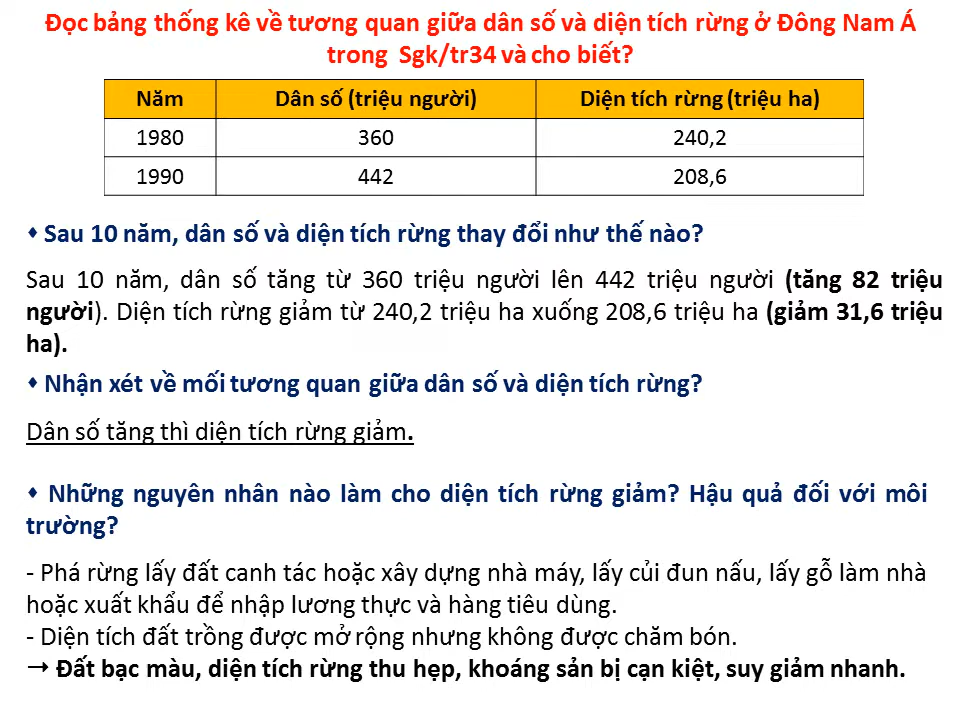 Đọc bảng thống kê về tương quan giữa dân số và diện tích rừng ở Đông Nam Á
trong Sgk/tr34 và cho biết?
Năm Dân số (triệu người) Diện tích rừng (triệu ha)
1980 360 240,2
1990 442 208,6
♦ Sau 10 năm, dân số và diện tích rừng thay đổi như thế nào?
Sau 10 năm, dân số tăng từ 360 triệu người lên 442 triệu người (tăng 82 triệu
người). Diện tích rừng giảm từ 240,2 triệu ha xuống 208,6 triệu ha (giảm 31,6 triệu
ha).
♦ Nhận xét về mối tương quan giữa dân số và diện tích rừng?
Dân số tăng thì diện tích rừng giảm.
♦ Những nguyên nhân nào làm cho diện tích rừng giảm? Hậu quả đối với môi
trường?
- Phá rừng lấy đất canh tác hoặc xây dựng nhà máy, lấy củi đun nấu, lấy gỗ làm nhà
hoặc xuất khẩu để nhập lương thực và hàng tiêu dùng.
- Diện tích đất trồng được mở rộng nhưng không được chăm bón.
→ Đất bạc màu, diện tích rừng thu hẹp, khoáng sản bị cạn kiệt, suy giảm nhanh.